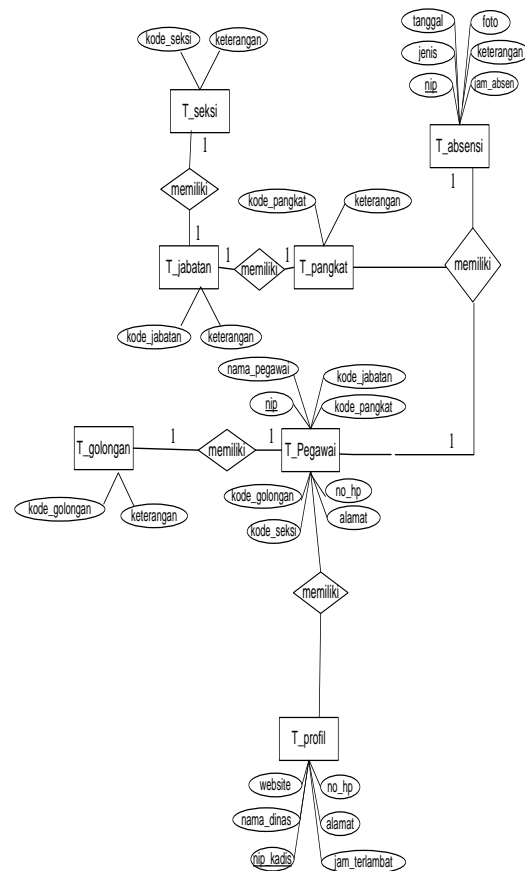 tanggal
foto
kode_seksi
keterangan
jenis
keterangan
nip
jam_absen
T_seksi
T_absensi
1
1
memiliki
kode_pangkat
keterangan
1
T_jabatan
1
memiliki
1
T_pangkat
memiliki
kode_jabatan
keterangan
nama_pegawai
kode_jabatan
nip
kode_pangkat
T_golongan
1
memiliki
1
T_Pegawai
1
kode_golongan
keterangan
kode_golongan
no_hp
kode_seksi
alamat
memiliki
T_profil
website
no_hp
nama_dinas
alamat
nip_kadis
jam_terlambat